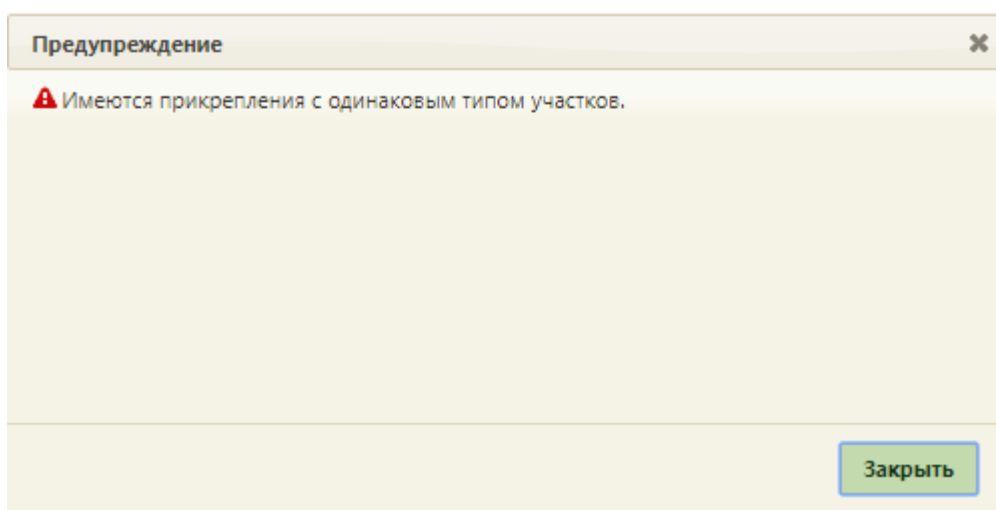 Предупреждение
Имеются прикрепления с одинаковым типом участков.
Закрыть